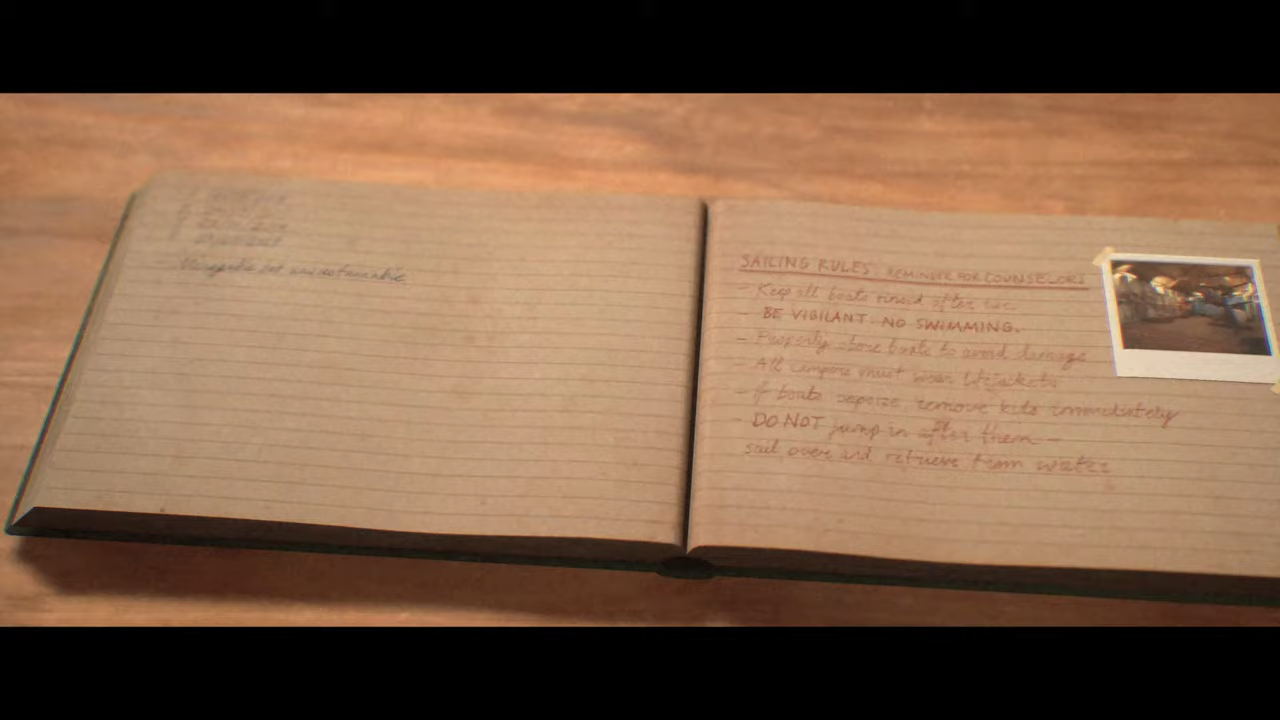 SAILING RULES: REMINDER FOR COUNSELORS
- Keep all boats rinsed after use
- BE VIGILANT. NO SWIMMING.
- Properly store boats to avoid damage
- All campers must wear lifejackets
- if boats capsize, remove kids immediately
- DO NOT jump in after them -
sail over and retrieve from water